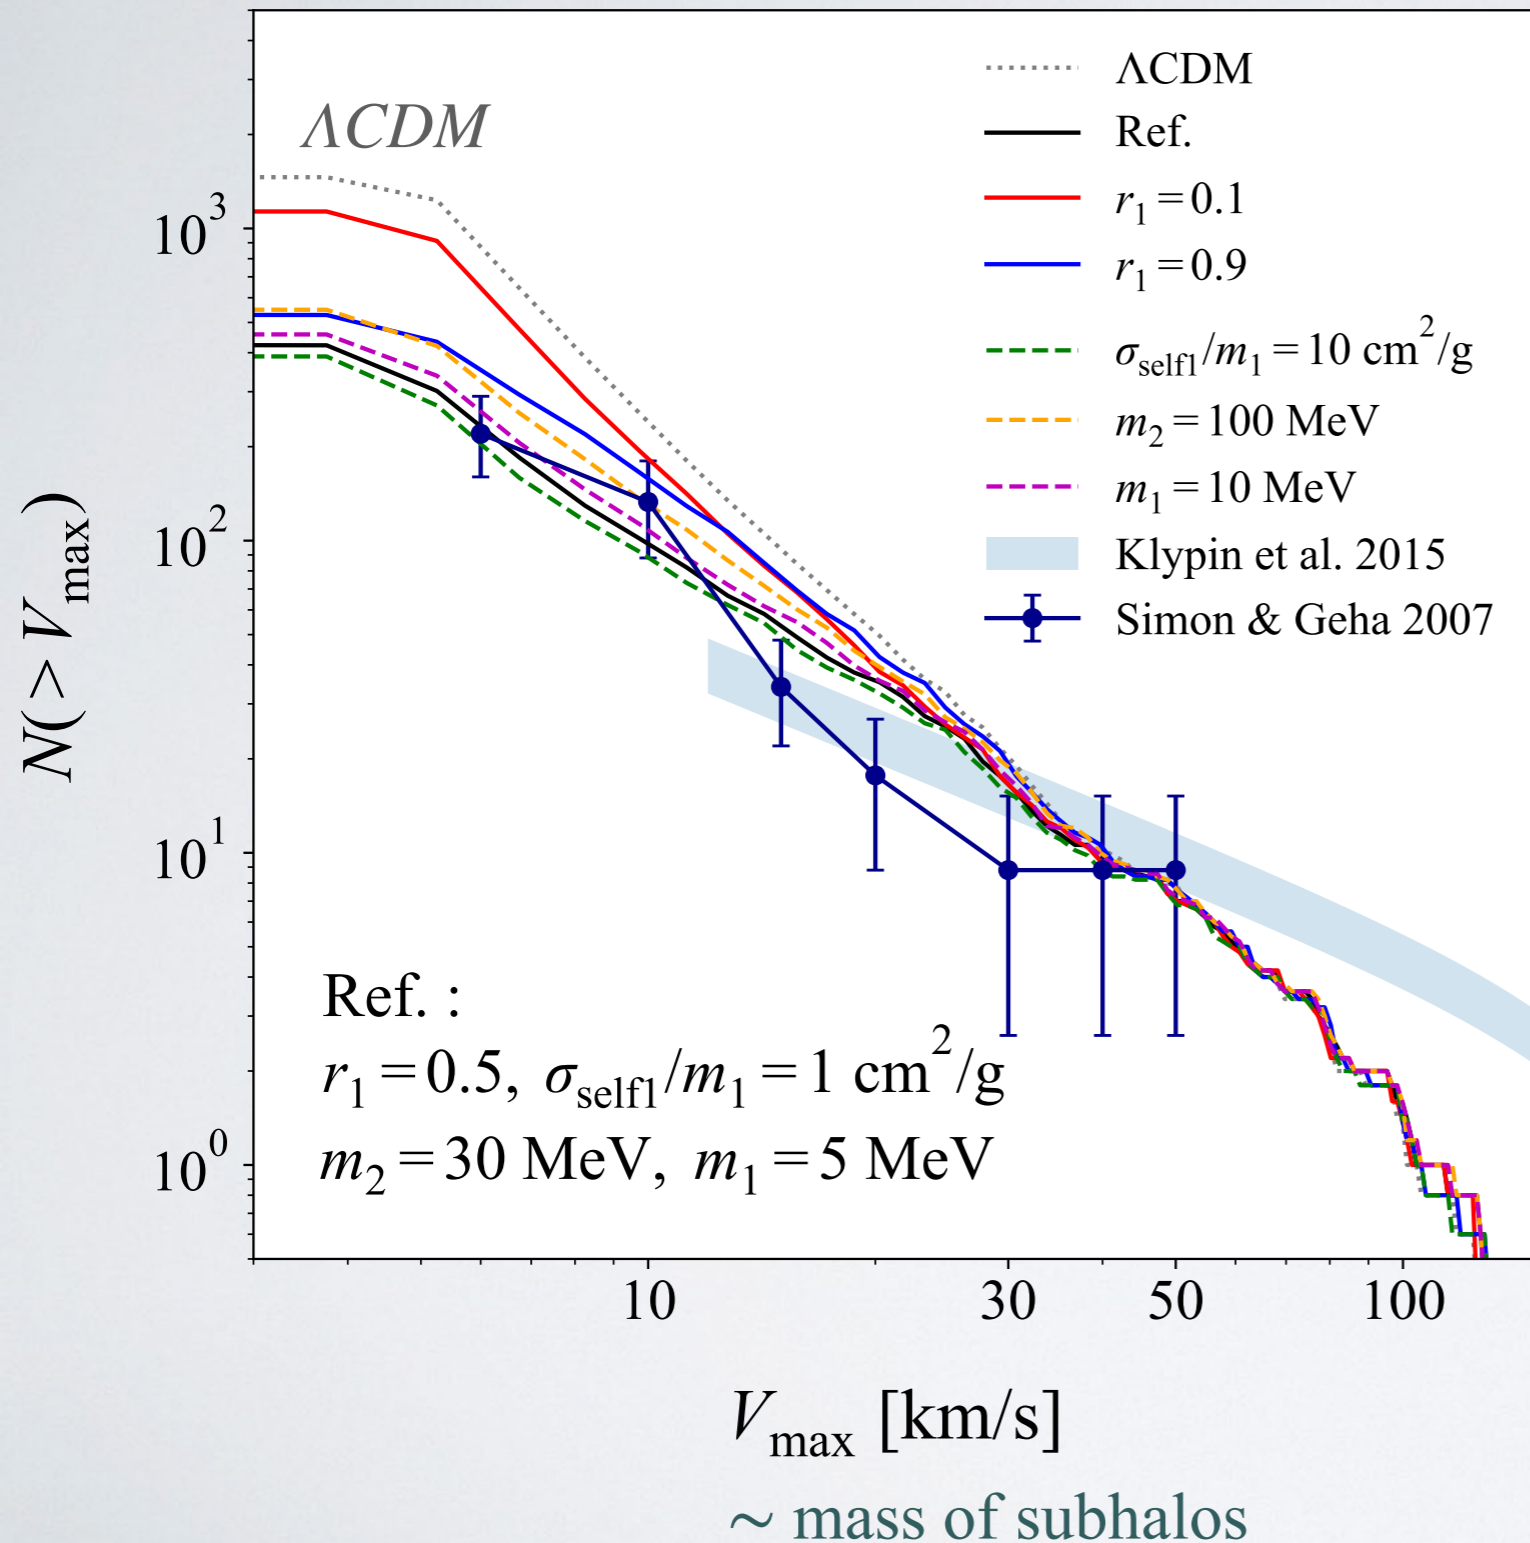 ΛCDM
ΛCDM
Ref.
r₁ = 0.1
r₁ = 0.9
σ_self1/m₁ = 10 cm²/g
m₂ = 100 MeV
m₁ = 10 MeV
Klypin et al. 2015
Simon & Geha 2007
10³
10²
10¹
10⁰
N(> V_max)
Ref. :
r₁ = 0.5, σ_self1/m₁ = 1 cm²/g
m₂ = 30 MeV, m₁ = 5 MeV
10 30 50 100
V_max [km/s]
~ mass of subhalos